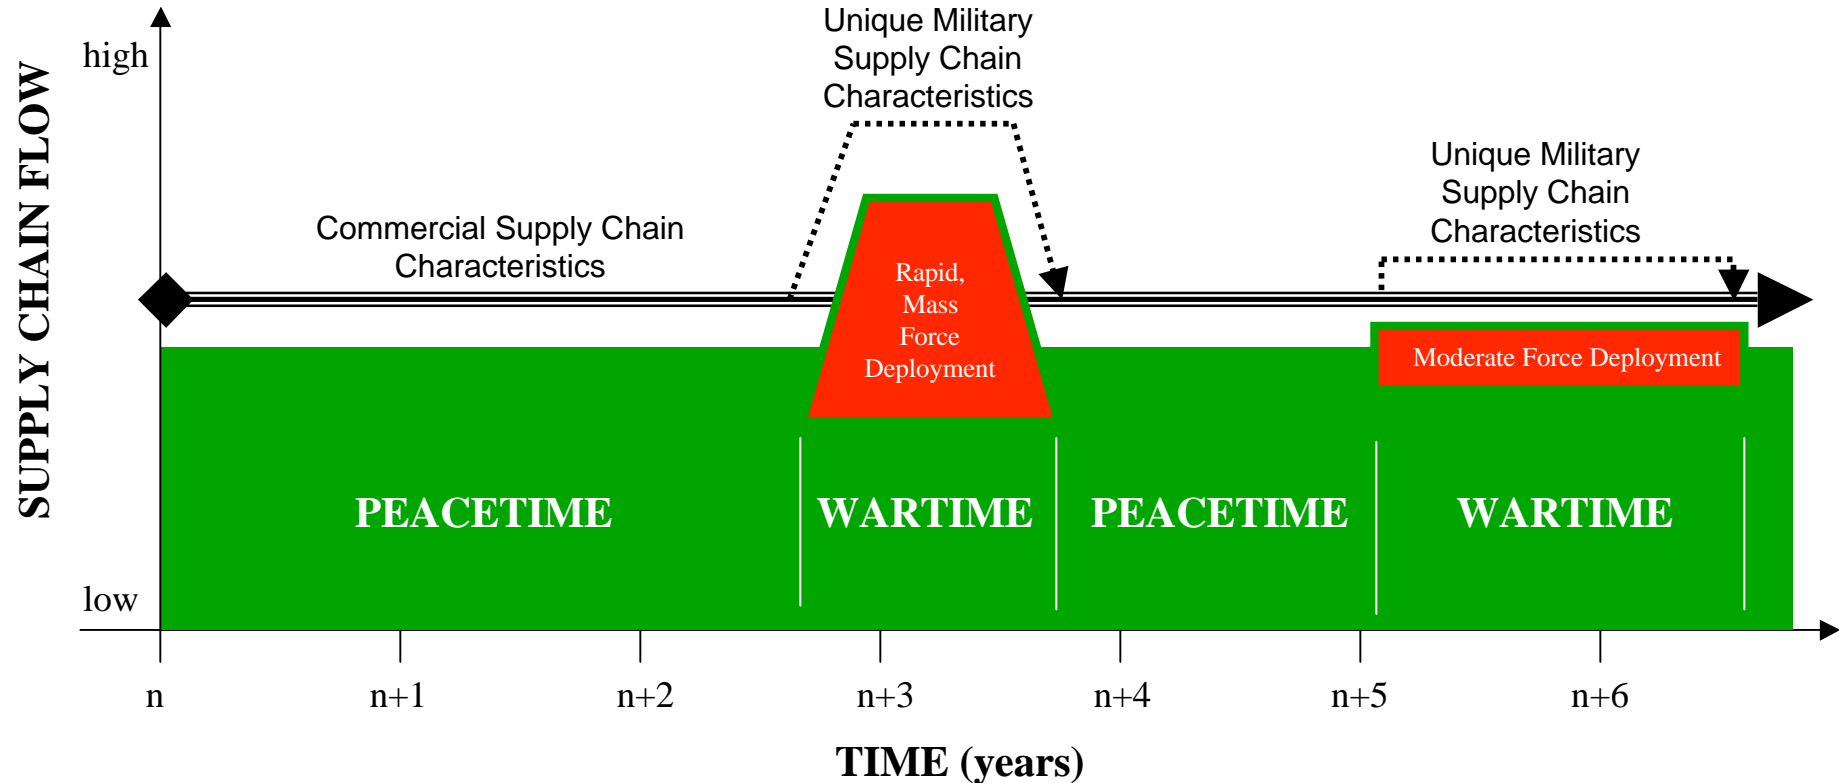 SUPPLY CHAIN FLOW
high
low
Unique Military
Supply Chain
Characteristics
Commercial Supply Chain
Characteristics
Unique Military
Supply Chain
Characteristics
Rapid,
Mass
Force
Deployment
Moderate Force Deployment
PEACETIME
WARTIME
PEACETIME
WARTIME
n
n+1
n+2
n+3
n+4
n+5
n+6
TIME (years)